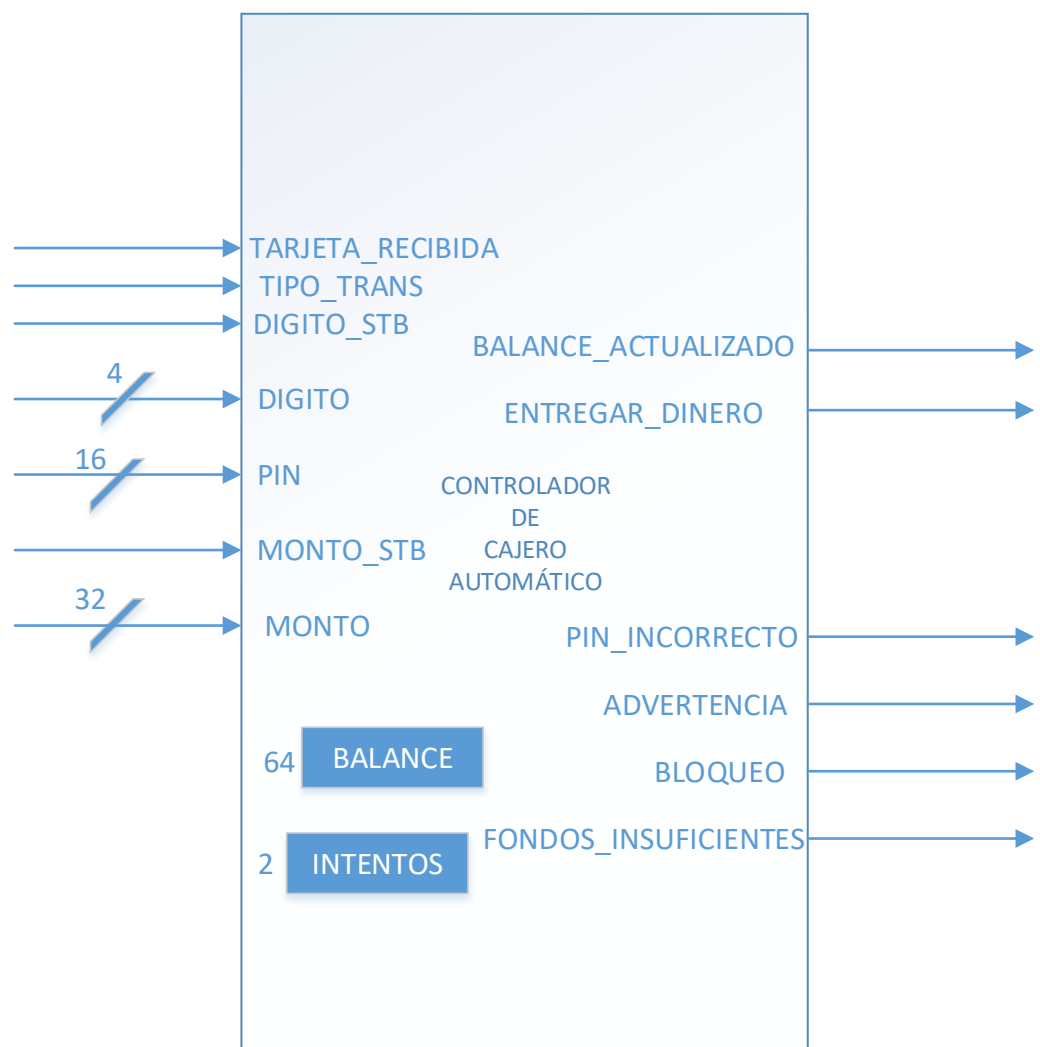 TARJETA_RECIBIDA
TIPO_TRANS
DIGITO_STB
BALANCE_ACTUALIZADO
4
DIGITO
ENTREGAR_DINERO
16
PIN
CONTROLADOR
DE
CAJERO
AUTOMÁTICO
MONTO_STB
32
MONTO
PIN_INCORRECTO
ADVERTENCIA
64
BALANCE
BLOQUEO
FONDOS_INSUFICIENTES
2
INTENTOS